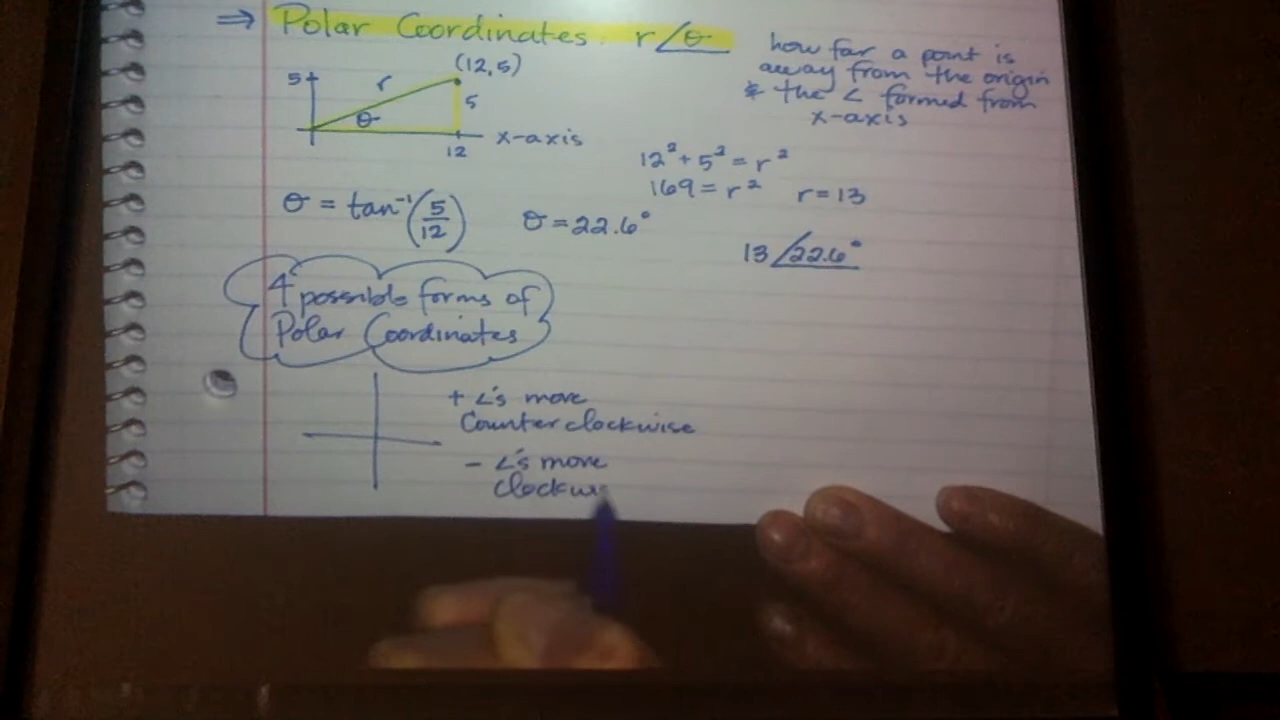 ⇒ Polar Coordinates. r∠θ
how far a point is
away from the origin
& the ∠ formed from
x-axis
(12,5)
5
r
5
θ
x-axis
12
12² + 5² = r²
169 = r² r = 13
θ = tan⁻¹(5/12) θ = 22.6°
13∠22.6°
4 possible forms of
Polar Coordinates
+ ∠'s move
Counterclockwise
- ∠'s move
clockwi